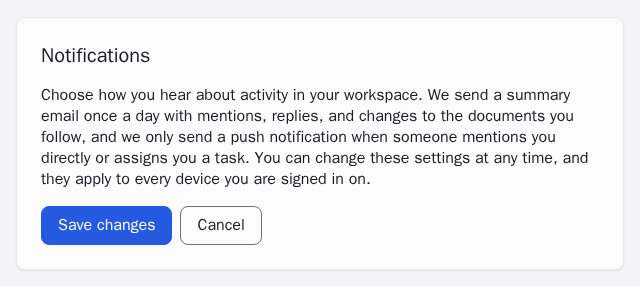 Notifications
Choose how you hear about activity in your workspace. We send a summary
email once a day with mentions, replies, and changes to the documents you
follow, and we only send a push notification when someone mentions you
directly or assigns you a task. You can change these settings at any time, and
they apply to every device you are signed in on.
Save changes
Cancel